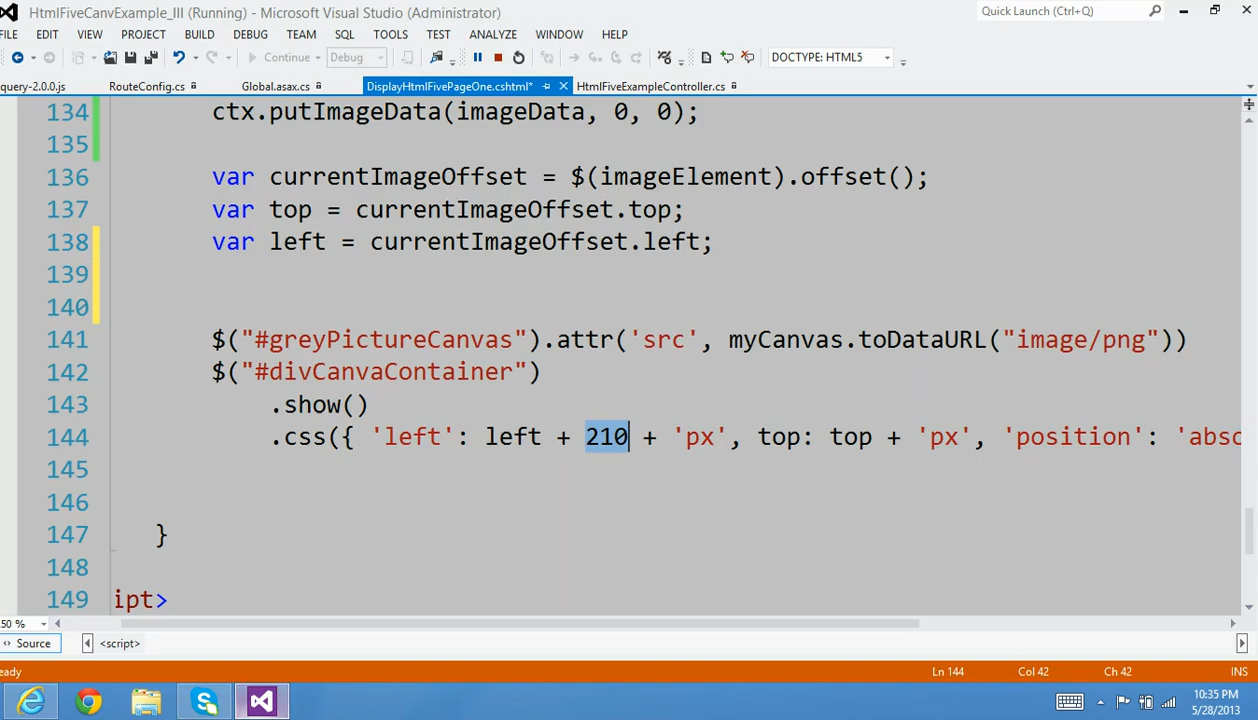 HtmlFiveCanvExample_III (Running) - Microsoft Visual Studio (Administrator)
Quick Launch (Ctrl+Q)
FILE EDIT VIEW PROJECT BUILD DEBUG TEAM SQL TOOLS TEST ANALYZE WINDOW HELP
Continue Debug DOCTYPE: HTML5
query-2.0.0.js RouteConfig.cs Global.asax.cs DisplayHtmlFivePageOne.cshtml* HtmlFiveExampleController.cs
134 ctx.putImageData(imageData, 0, 0);
135
136 var currentImageOffset = $(imageElement).offset();
137 var top = currentImageOffset.top;
138 var left = currentImageOffset.left;
139
140
141 $("#greyPictureCanvas").attr('src', myCanvas.toDataURL("image/png"))
142 $("#divCanvaContainer")
143 .show()
144 .css({ 'left': left + 210 + 'px', top: top + 'px', 'position': 'abso
145
146
147 }
148
149 ipt>
50 %
Source <script>
eady Ln 144 Col 42 Ch 42 INS
10:35 PM
5/28/2013